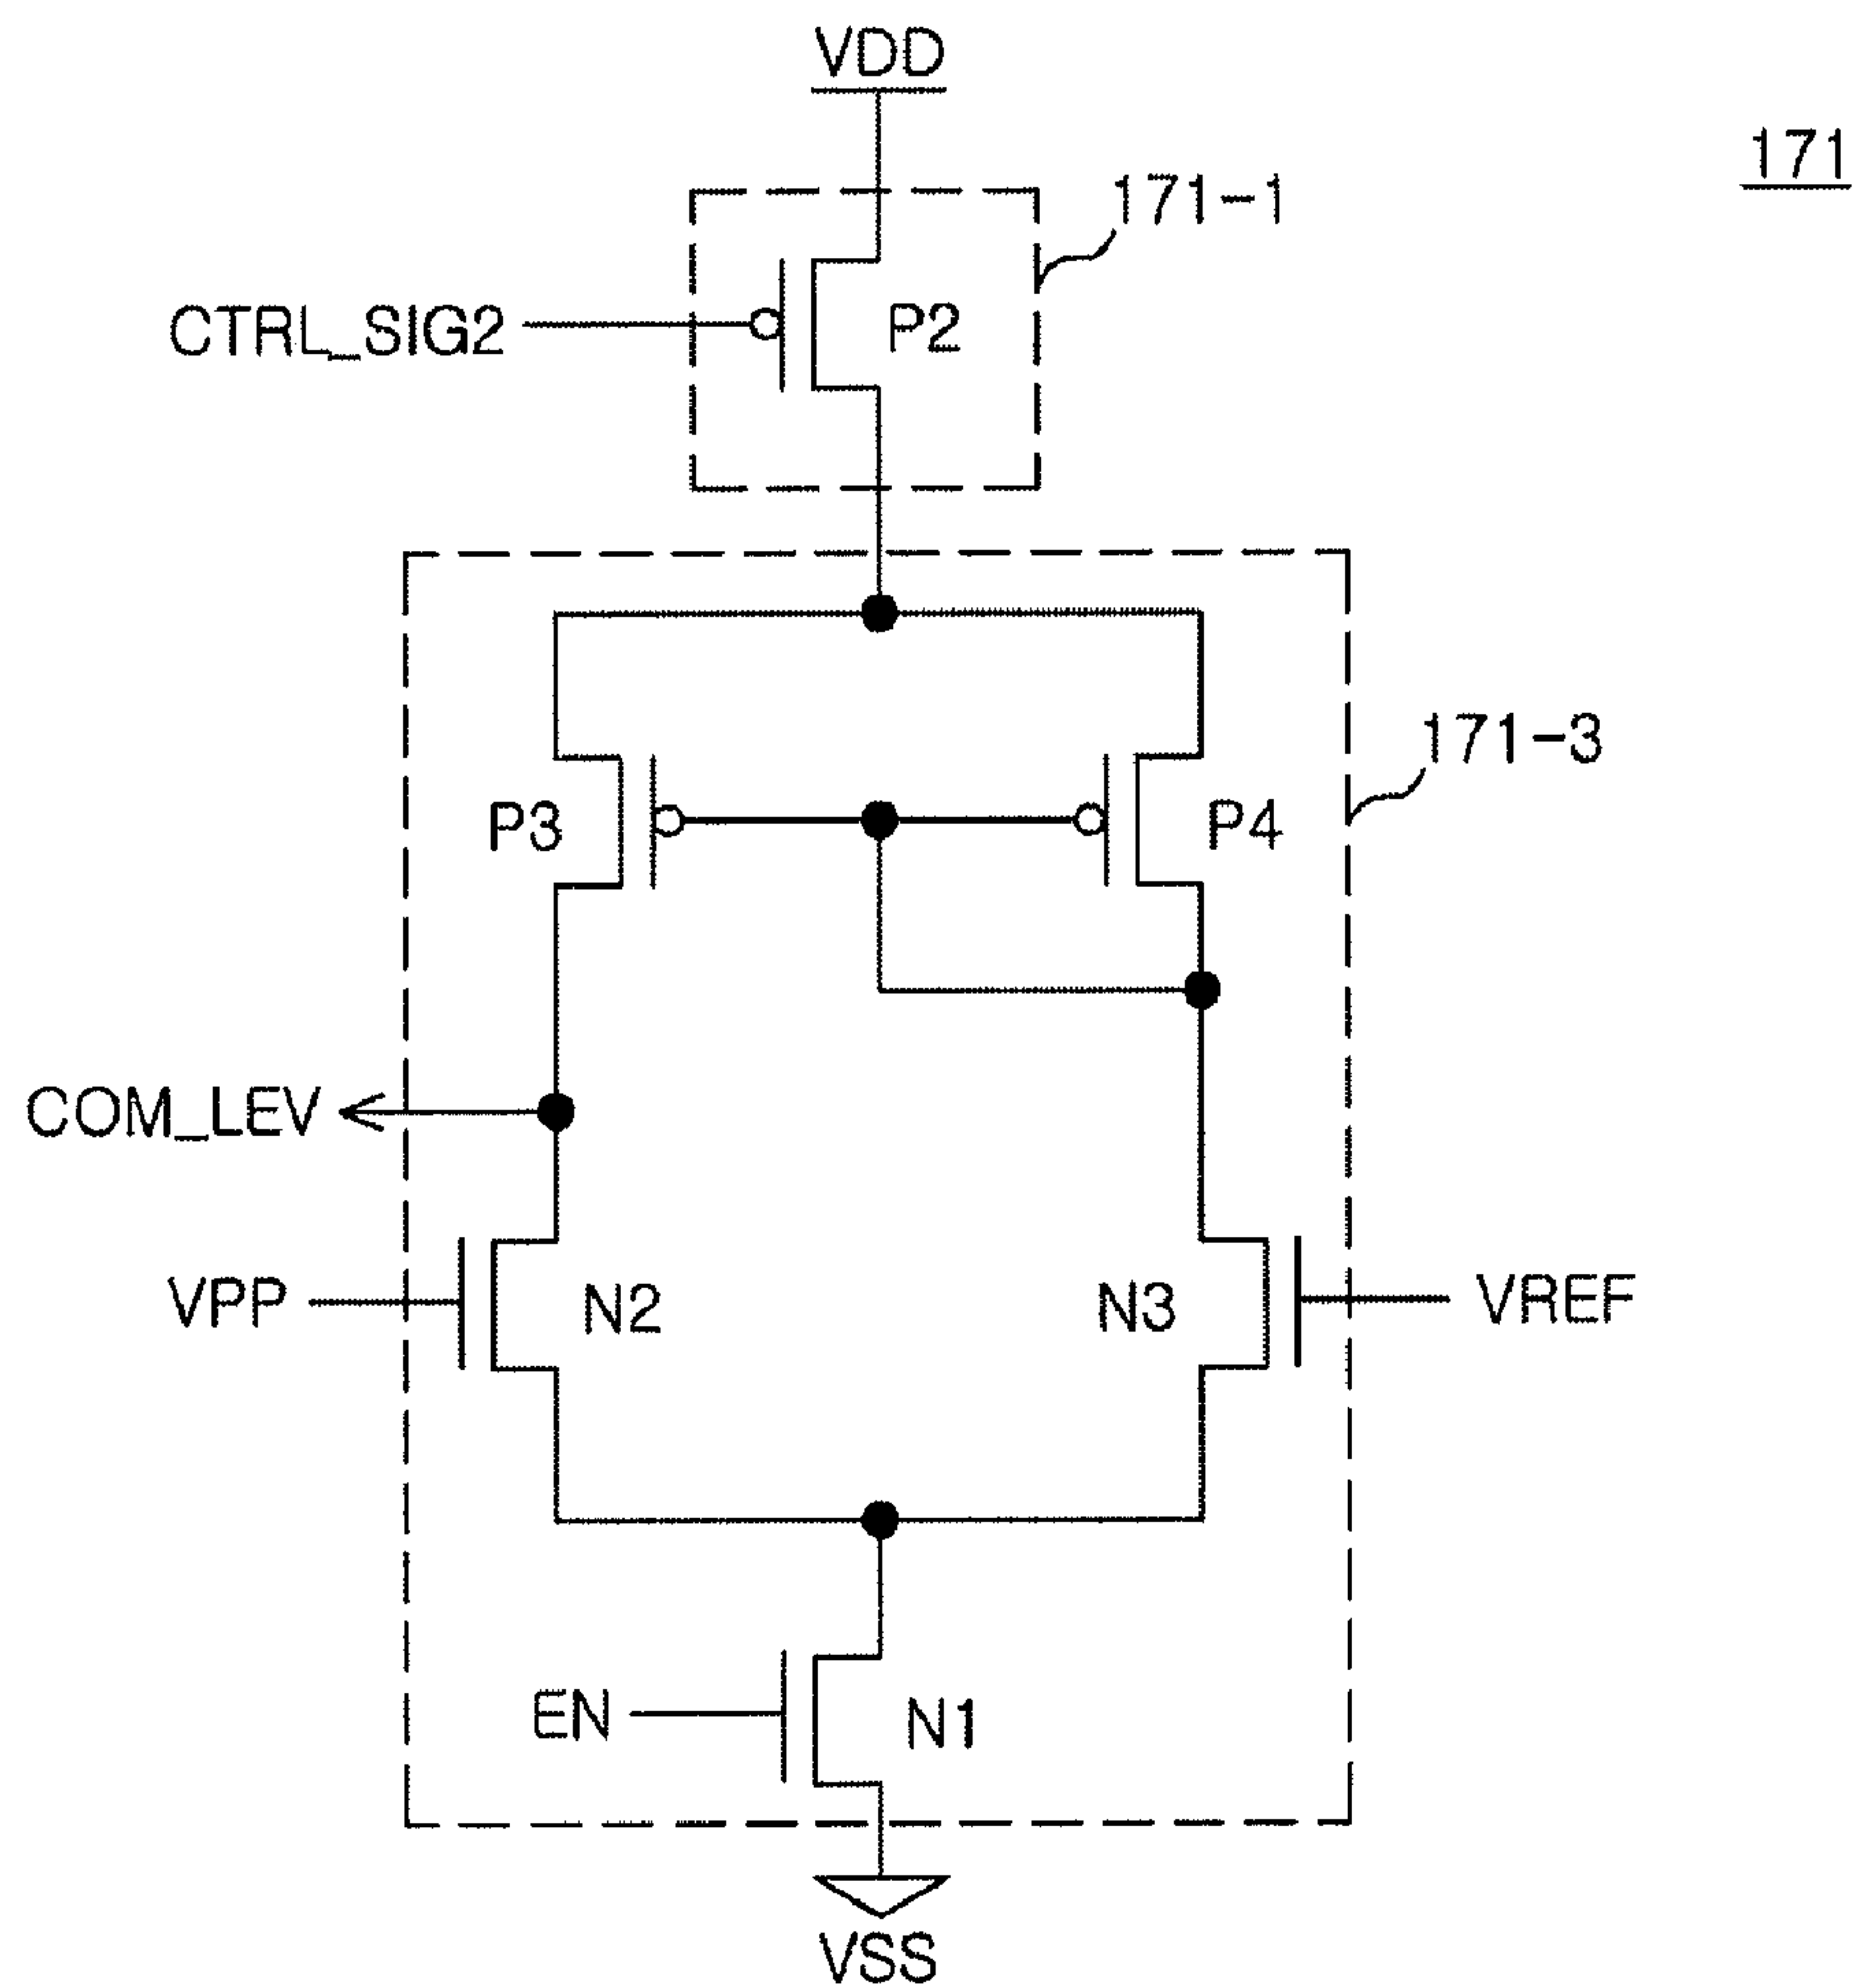 VDD
171
171-1
CTRL_SIG2
P2
171-3
P3
P4
COM_LEV
VPP
N2
N3
VREF
EN
N1
VSS